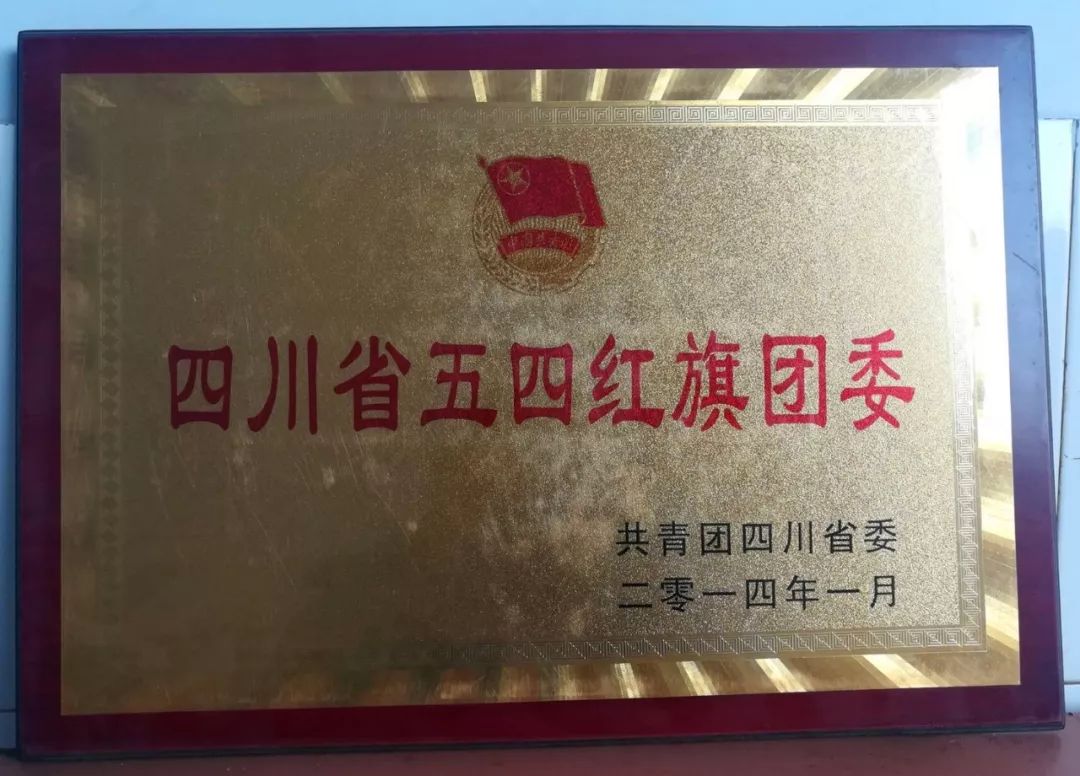 四川省五四红旗团委
共青团四川省委
二零一四年一月